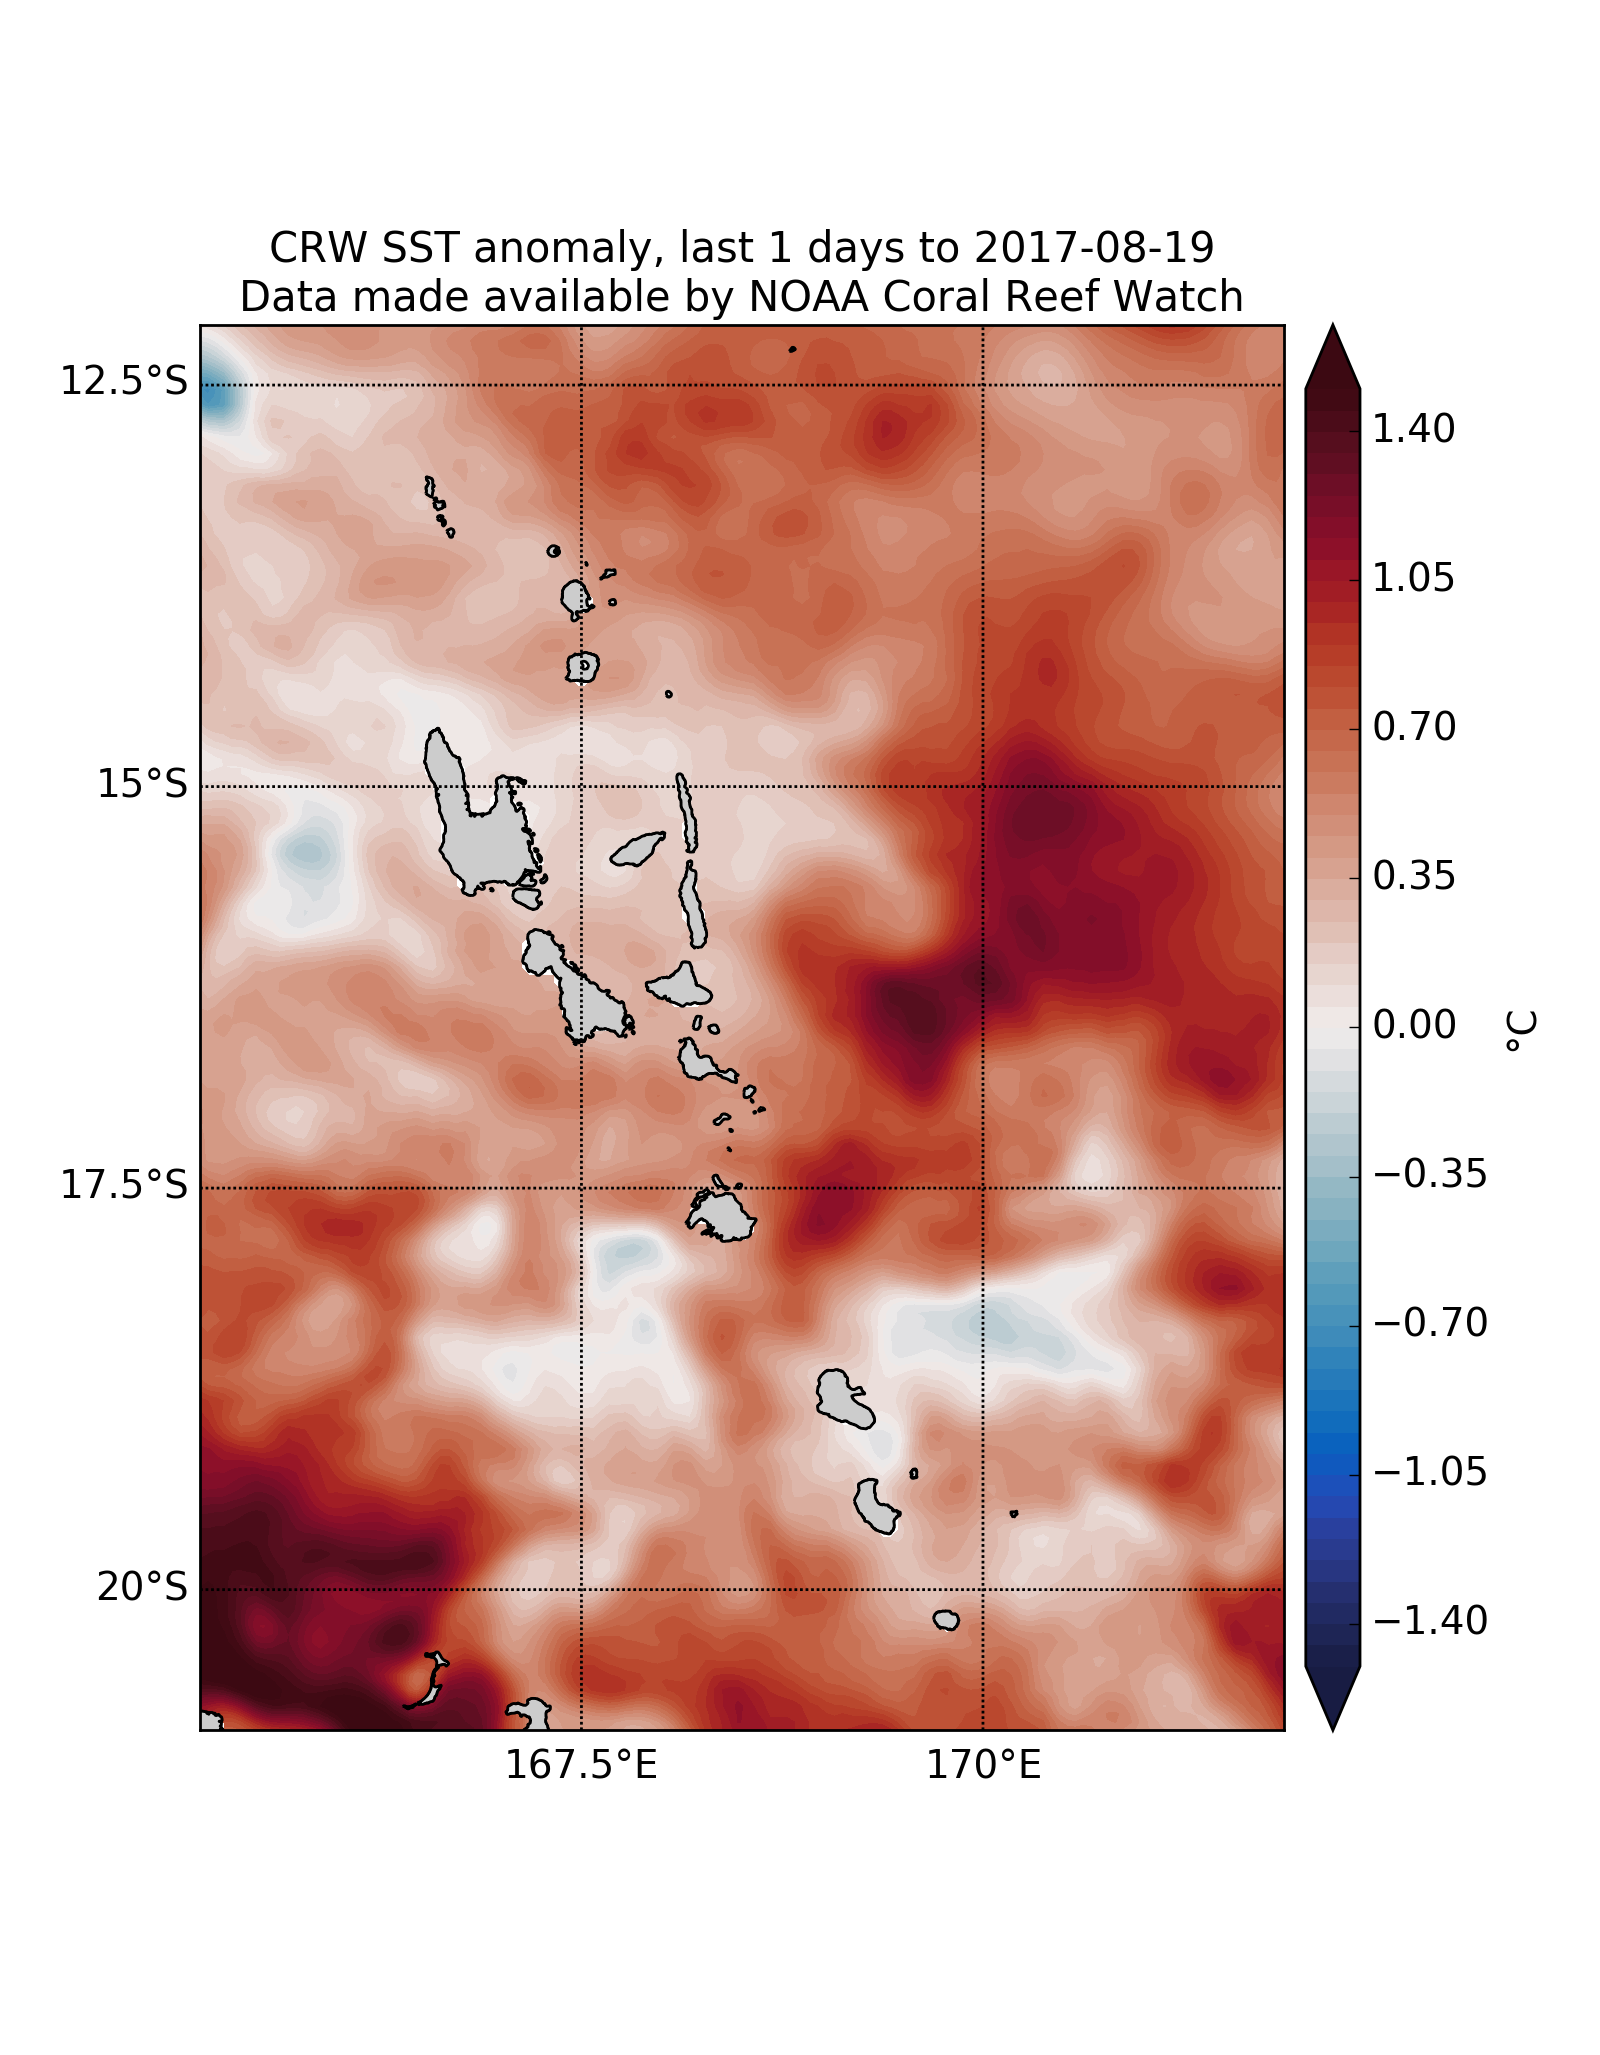 CRW SST anomaly, last 1 days to 2017-08-19
Data made available by NOAA Coral Reef Watch
12.5°S
15°S
17.5°S
20°S
167.5°E
170°E
1.40
1.05
0.70
0.35
0.00
−0.35
−0.70
−1.05
−1.40
°C